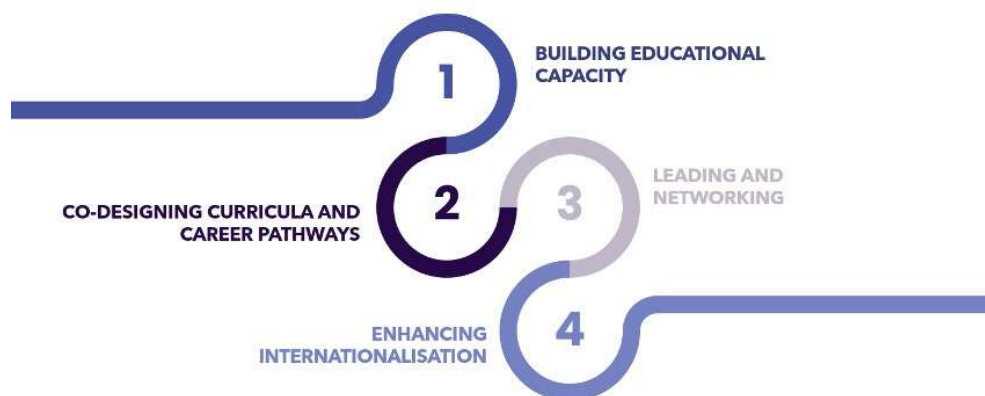 1
BUILDING EDUCATIONAL
CAPACITY
2
CO-DESIGNING CURRICULA AND
CAREER PATHWAYS
3
LEADING AND
NETWORKING
4
ENHANCING
INTERNATIONALISATION